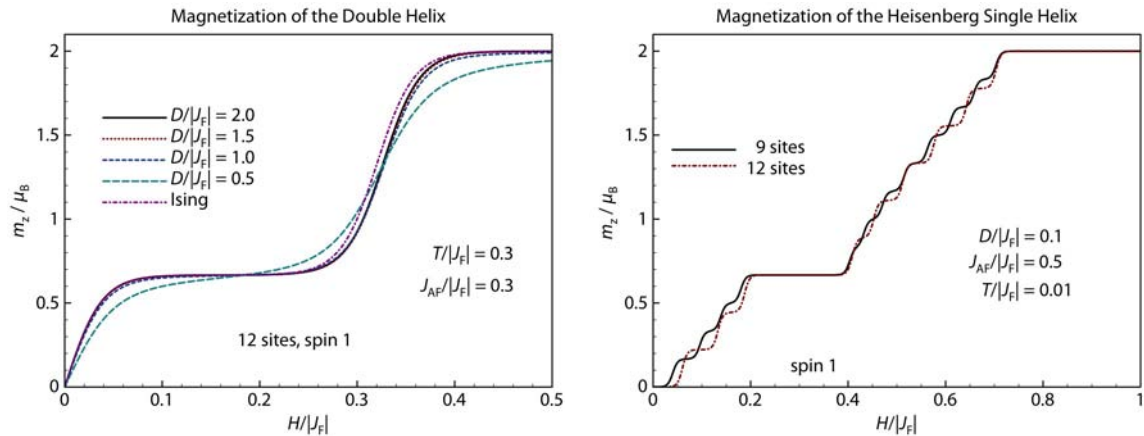 Magnetization of the Double Helix
2
1.5
1
0.5
0
m_z / μ_B
D/|J_F| = 2.0
D/|J_F| = 1.5
D/|J_F| = 1.0
D/|J_F| = 0.5
Ising
T/|J_F| = 0.3
J_AF/|J_F| = 0.3
12 sites, spin 1
0 0.1 0.2 0.3 0.4 0.5
H/|J_F|
Magnetization of the Heisenberg Single Helix
2
1.5
1
0.5
0
m_z / μ_B
9 sites
12 sites
D/|J_F| = 0.1
J_AF/|J_F| = 0.5
T/|J_F| = 0.01
spin 1
0 0.2 0.4 0.6 0.8 1
H/|J_F|